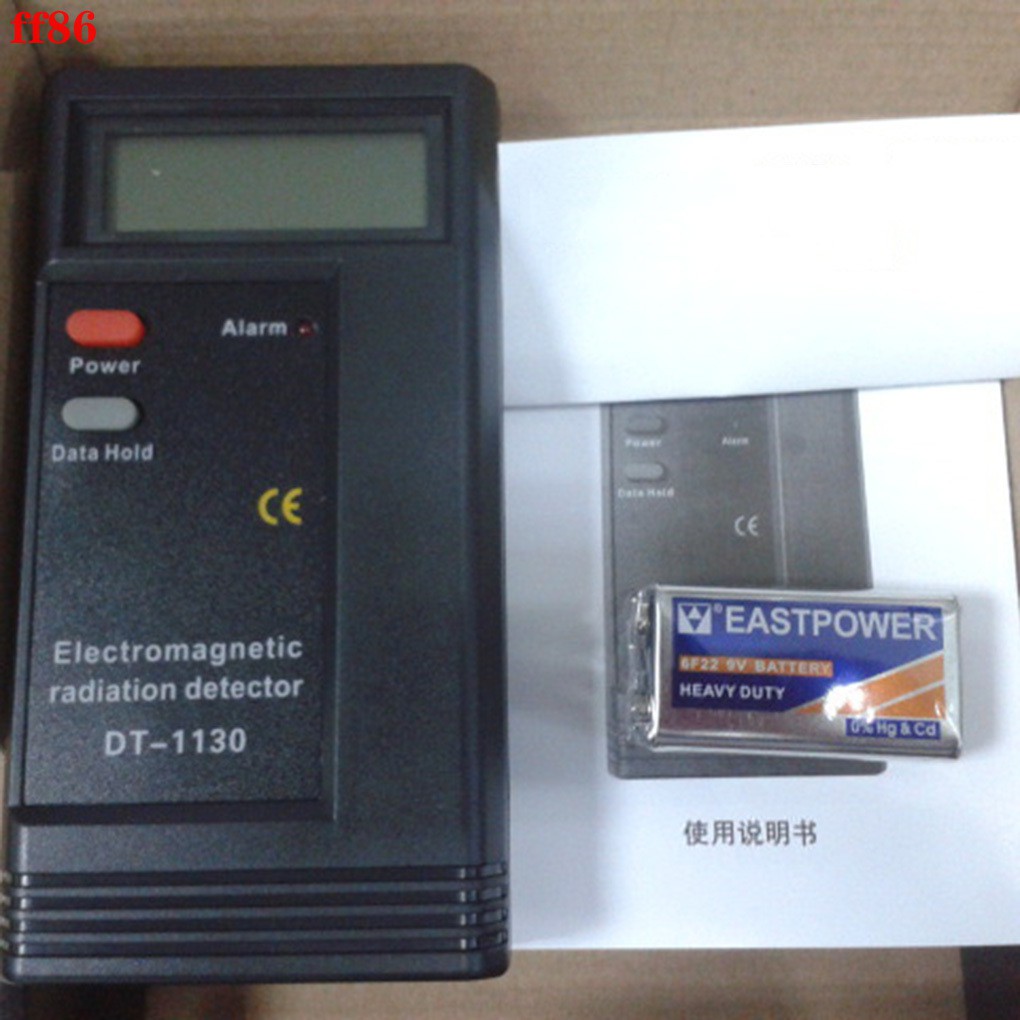 ff86
Alarm
Power
Data Hold
CE
Electromagnetic
radiation detector
DT-1130
Power
Alarm
Data Hold
CE
® EASTPOWER
6F22 9V BATTERY
HEAVY DUTY
0% Hg & Cd
使用说明书